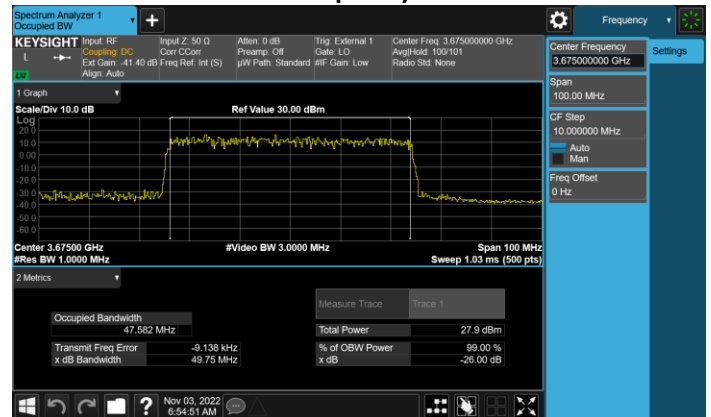 Spectrum Analyzer 1
Occupied BW
Frequency
KEYSIGHT
L
LXI
Input: RF
Coupling: DC
Ext Gain: -41.40 dB
Align: Auto
Input Z: 50 Ω
Corr CCorr
Freq Ref: Int (S)
Atten: 0 dB
Preamp: Off
µW Path: Standard
Trig: External 1
Gate: LO
#IF Gain: Low
Center Freq: 3.675000000 GHz
Avg|Hold: 100/101
Radio Std: None
Center Frequency
3.675000000 GHz
Settings
Span
100.00 MHz
CF Step
10.000000 MHz
Auto
Man
Freq Offset
0 Hz
1 Graph
Scale/Div 10.0 dB
Ref Value 30.00 dBm
Log
20.0
10.0
0.00
-10.0
-20.0
-30.0
-40.0
-50.0
-60.0
Center 3.67500 GHz
#Video BW 3.0000 MHz
Span 100 MHz
#Res BW 1.0000 MHz
Sweep 1.03 ms (500 pts)
2 Metrics
Measure Trace
Trace 1
Occupied Bandwidth
47.582 MHz
Total Power
27.9 dBm
Transmit Freq Error
-9.138 kHz
% of OBW Power
99.00 %
x dB Bandwidth
49.75 MHz
x dB
-26.00 dB
?
Nov 03, 2022
6:54:51 AM